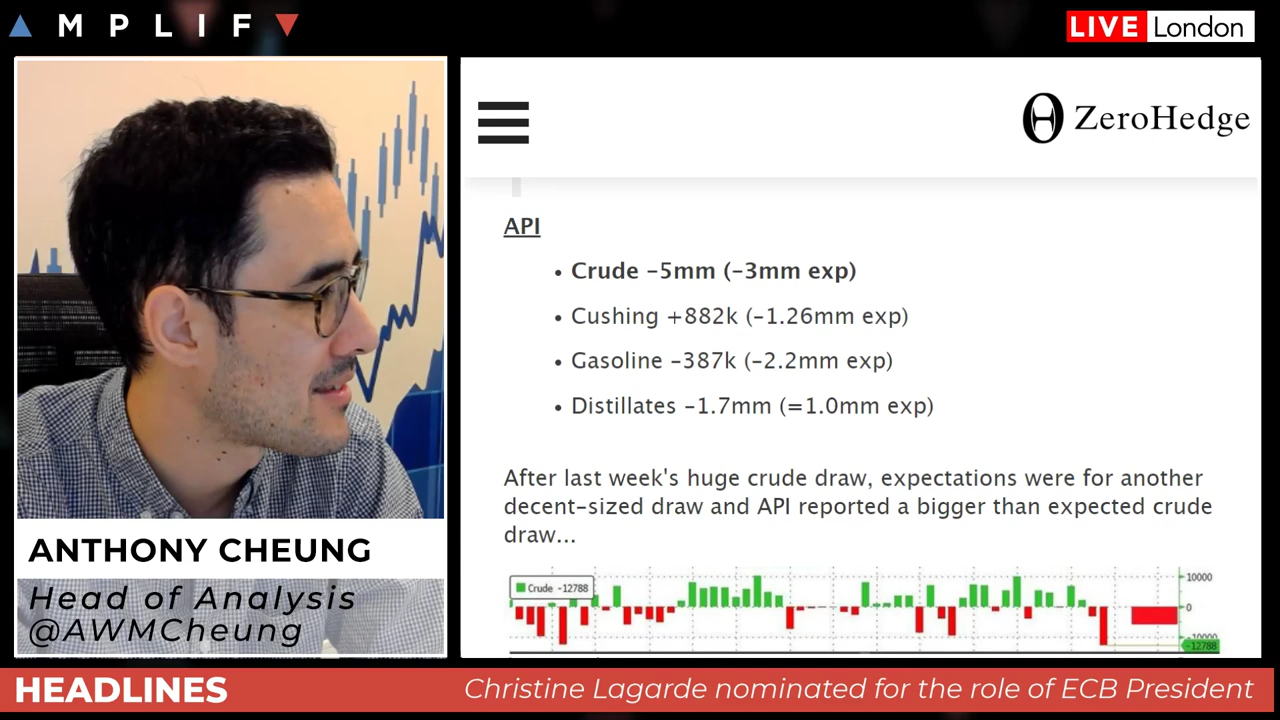 ▲ M P L I F ▼
LIVE London
ZeroHedge
API
• Crude -5mm (-3mm exp)
• Cushing +882k (-1.26mm exp)
• Gasoline -387k (-2.2mm exp)
• Distillates -1.7mm (=1.0mm exp)
After last week's huge crude draw, expectations were for another
decent-sized draw and API reported a bigger than expected crude
draw...
Crude -12788
10000
0
-10000
-12788
ANTHONY CHEUNG
Head of Analysis
@AWMCheung
HEADLINES
Christine Lagarde nominated for the role of ECB President